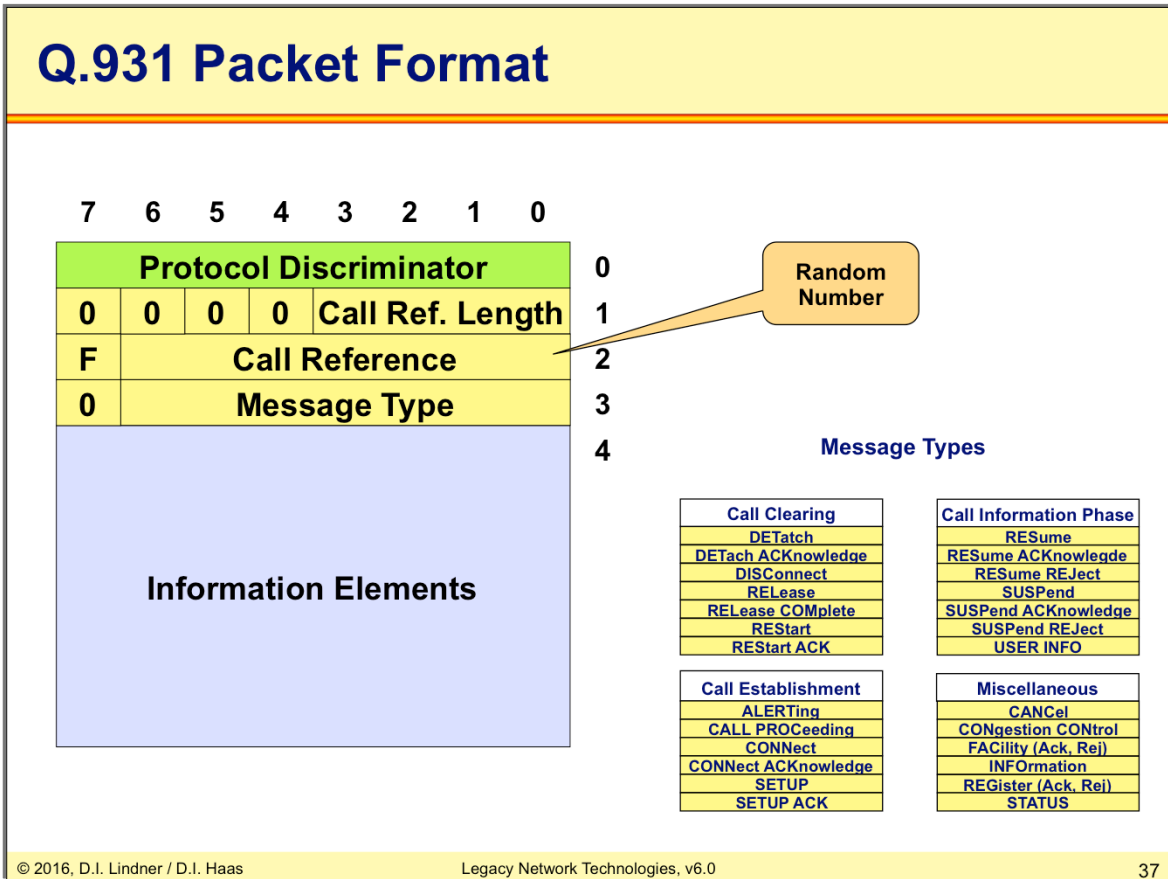 Q.931 Packet Format
7 6 5 4 3 2 1 0
Protocol Discriminator 0
0 0 0 0 Call Ref. Length 1
F Call Reference 2
0 Message Type 3
4
Information Elements
Random
Number
Message Types
Call Clearing
DETatch
DETach ACKnowledge
DISConnect
RELease
RELease COMplete
REStart
REStart ACK
Call Information Phase
RESume
RESume ACKnowlegde
RESume REJect
SUSPend
SUSPend ACKnowledge
SUSPend REJect
USER INFO
Call Establishment
ALERTing
CALL PROCeeding
CONNect
CONNect ACKnowledge
SETUP
SETUP ACK
Miscellaneous
CANCel
CONgestion CONtrol
FACility (Ack, Rej)
INFOrmation
REGister (Ack, Rej)
STATUS
© 2016, D.I. Lindner / D.I. Haas
Legacy Network Technologies, v6.0
37